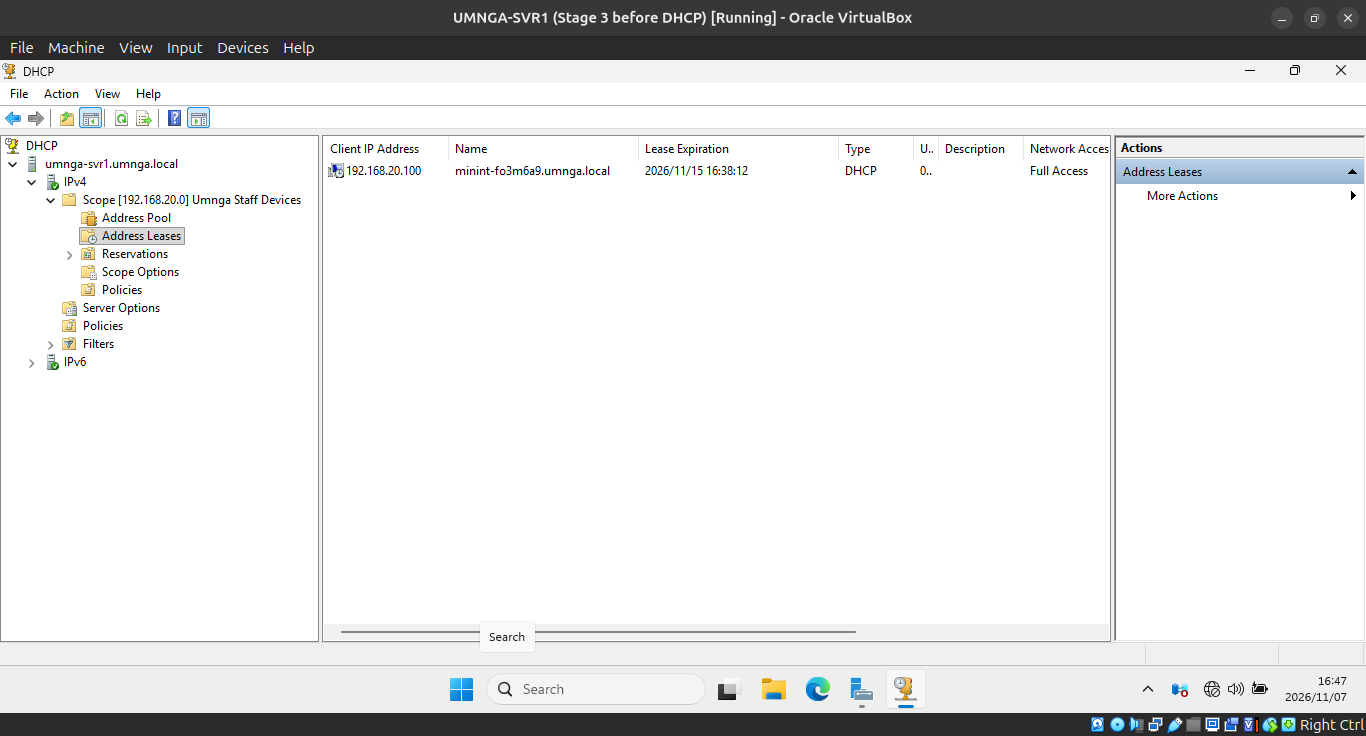 UMNGA-SVR1 (Stage 3 before DHCP) [Running] - Oracle VirtualBox
File Machine View Input Devices Help
DHCP
File Action View Help
DHCP
umnga-svr1.umnga.local
IPv4
Scope [192.168.20.0] Umnga Staff Devices
Address Pool
Address Leases
Reservations
Scope Options
Policies
Server Options
Policies
Filters
IPv6
Client IP Address Name Lease Expiration Type U.. Description Network Acces
192.168.20.100 minint-fo3m6a9.umnga.local 2026/11/15 16:38:12 DHCP 0.. Full Access
Actions
Address Leases
More Actions
Search
Search
16:47
2026/11/07
Right Ctrl